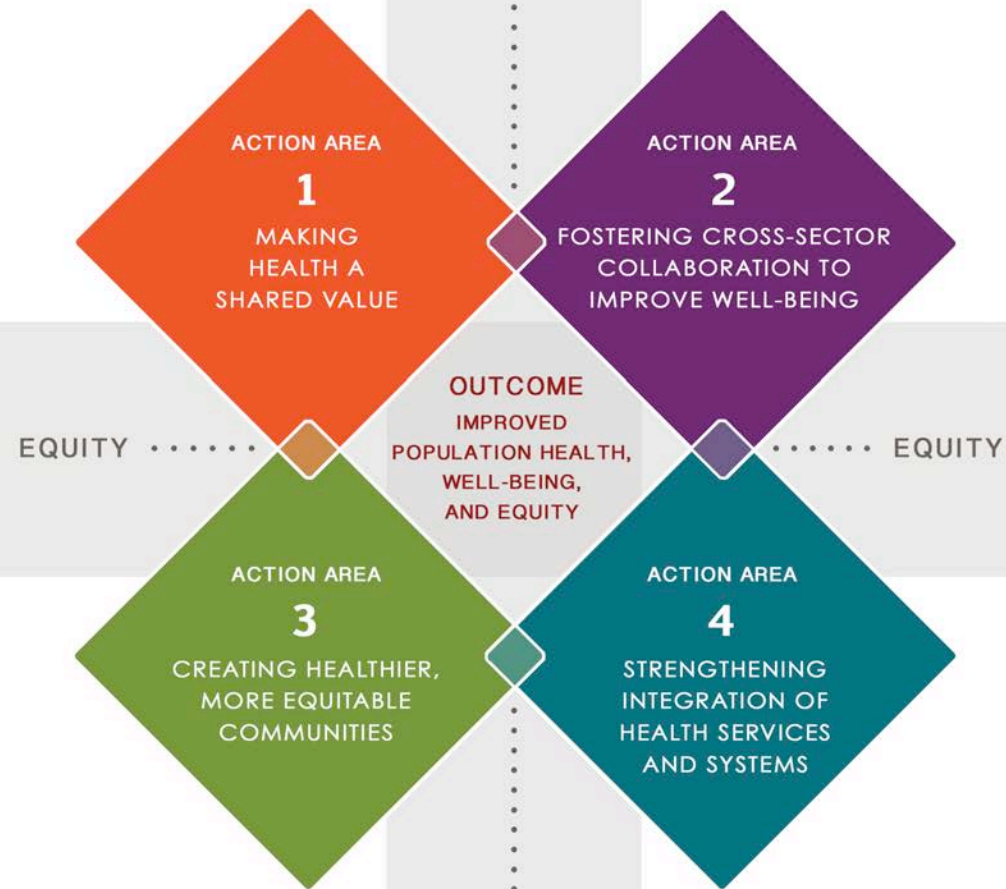 ACTION AREA
1
MAKING
HEALTH A
SHARED VALUE
ACTION AREA
2
FOSTERING CROSS-SECTOR
COLLABORATION TO
IMPROVE WELL-BEING
EQUITY
OUTCOME
IMPROVED
POPULATION HEALTH,
WELL-BEING,
AND EQUITY
EQUITY
ACTION AREA
3
CREATING HEALTHIER,
MORE EQUITABLE
COMMUNITIES
ACTION AREA
4
STRENGTHENING
INTEGRATION OF
HEALTH SERVICES
AND SYSTEMS